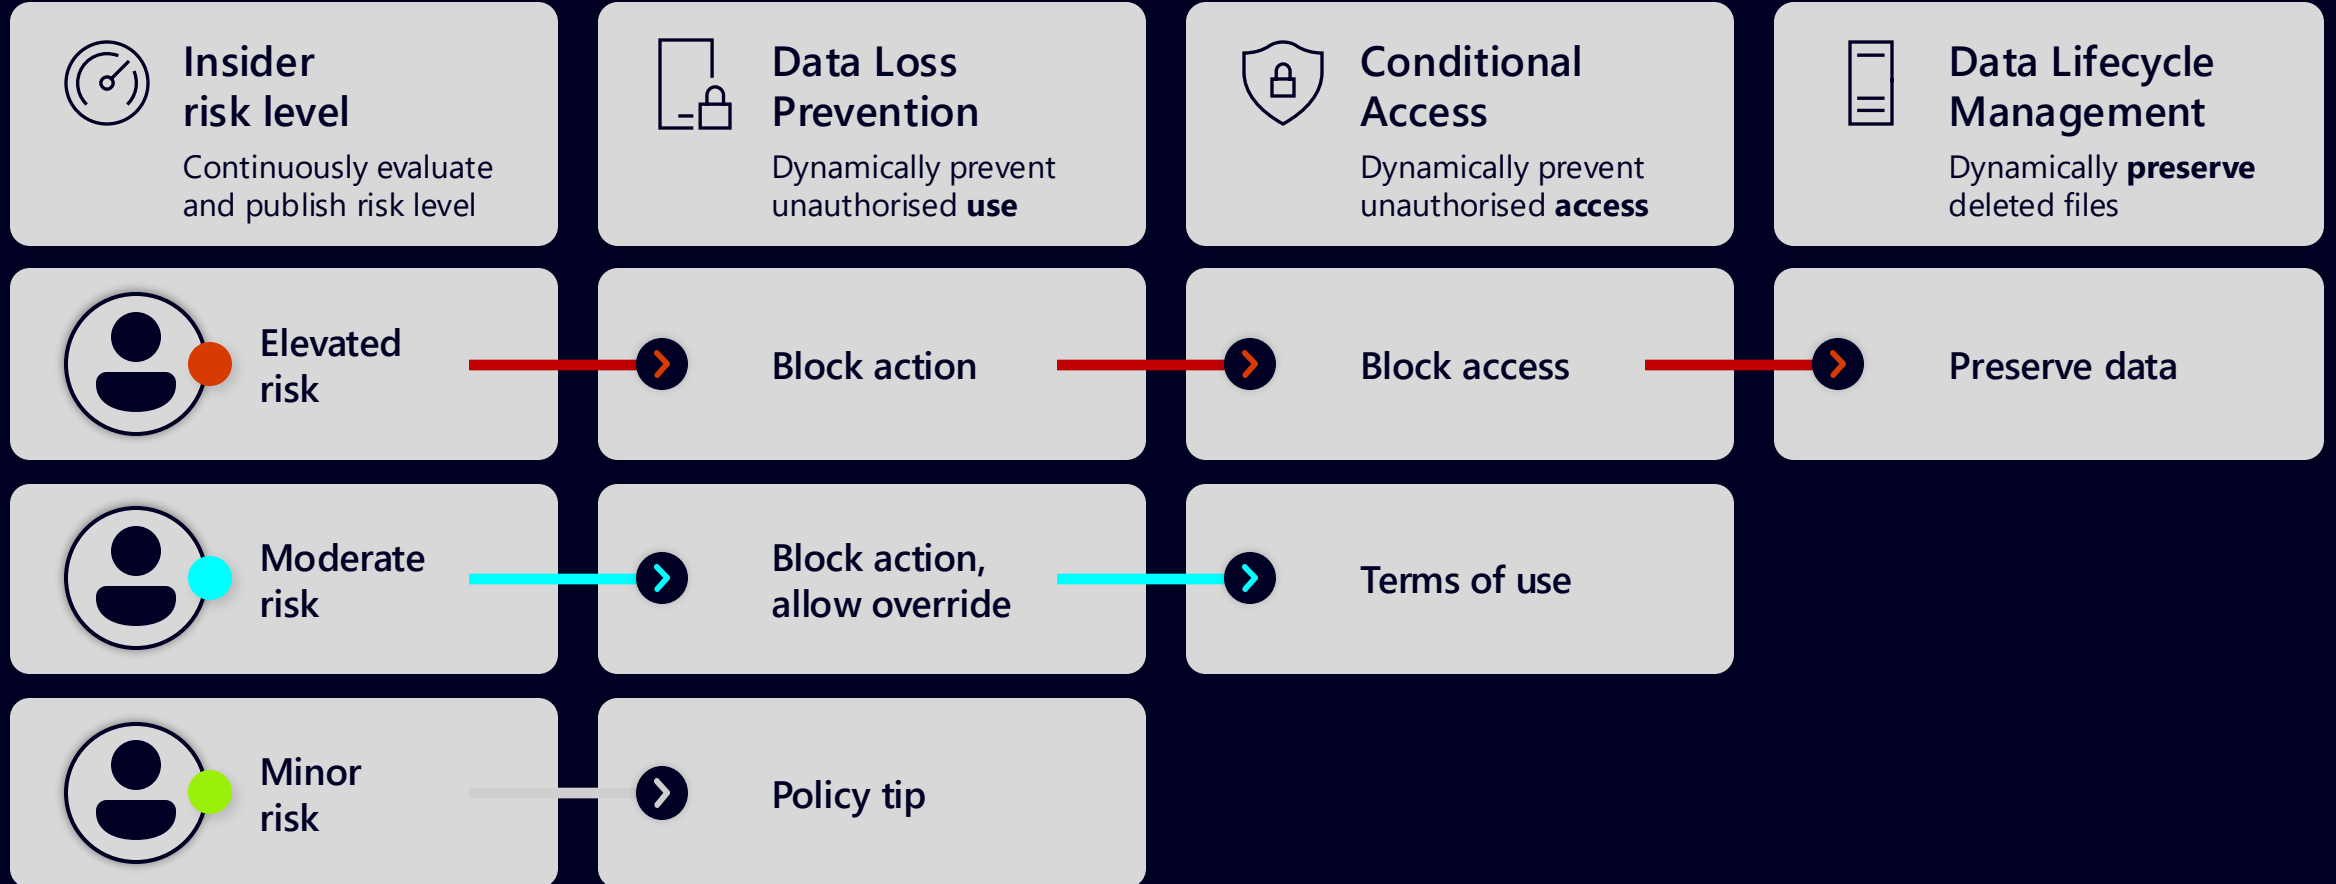 Insider
risk level
Continuously evaluate
and publish risk level
Data Loss
Prevention
Dynamically prevent
unauthorised use
Conditional
Access
Dynamically prevent
unauthorised access
Data Lifecycle
Management
Dynamically preserve
deleted files
Elevated
risk
Block action
Block access
Preserve data
Moderate
risk
Block action,
allow override
Terms of use
Minor
risk
Policy tip